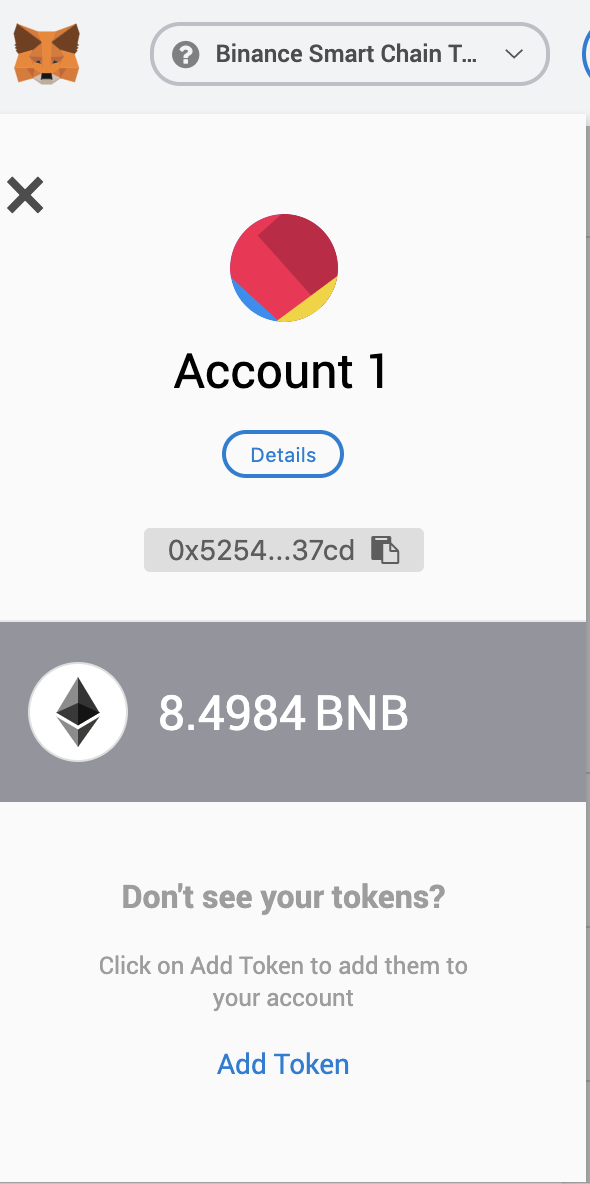 Binance Smart Chain T...
Account 1
Details
0x5254...37cd
8.4984 BNB
Don't see your tokens?
Click on Add Token to add them to
your account
Add Token